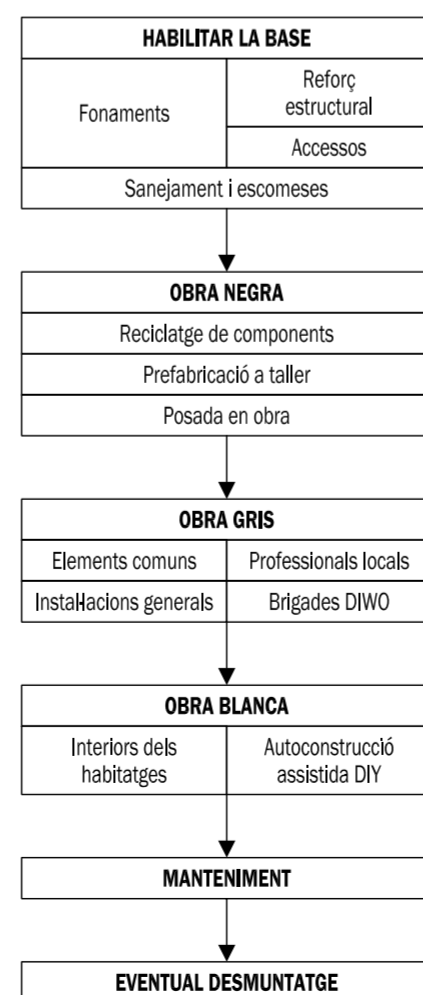 HABILITAR LA BASE
Fonaments
Reforç
estructural
Accessos
Sanejament i escomeses
OBRA NEGRA
Reciclatge de components
Prefabricació a taller
Posada en obra
OBRA GRIS
Elements comuns
Professionals locals
Instal·lacions generals
Brigades DIWO
OBRA BLANCA
Interiors dels
habitatges
Autoconstrucció
assistida DIY
MANTENIMENT
EVENTUAL DESMUNTATGE